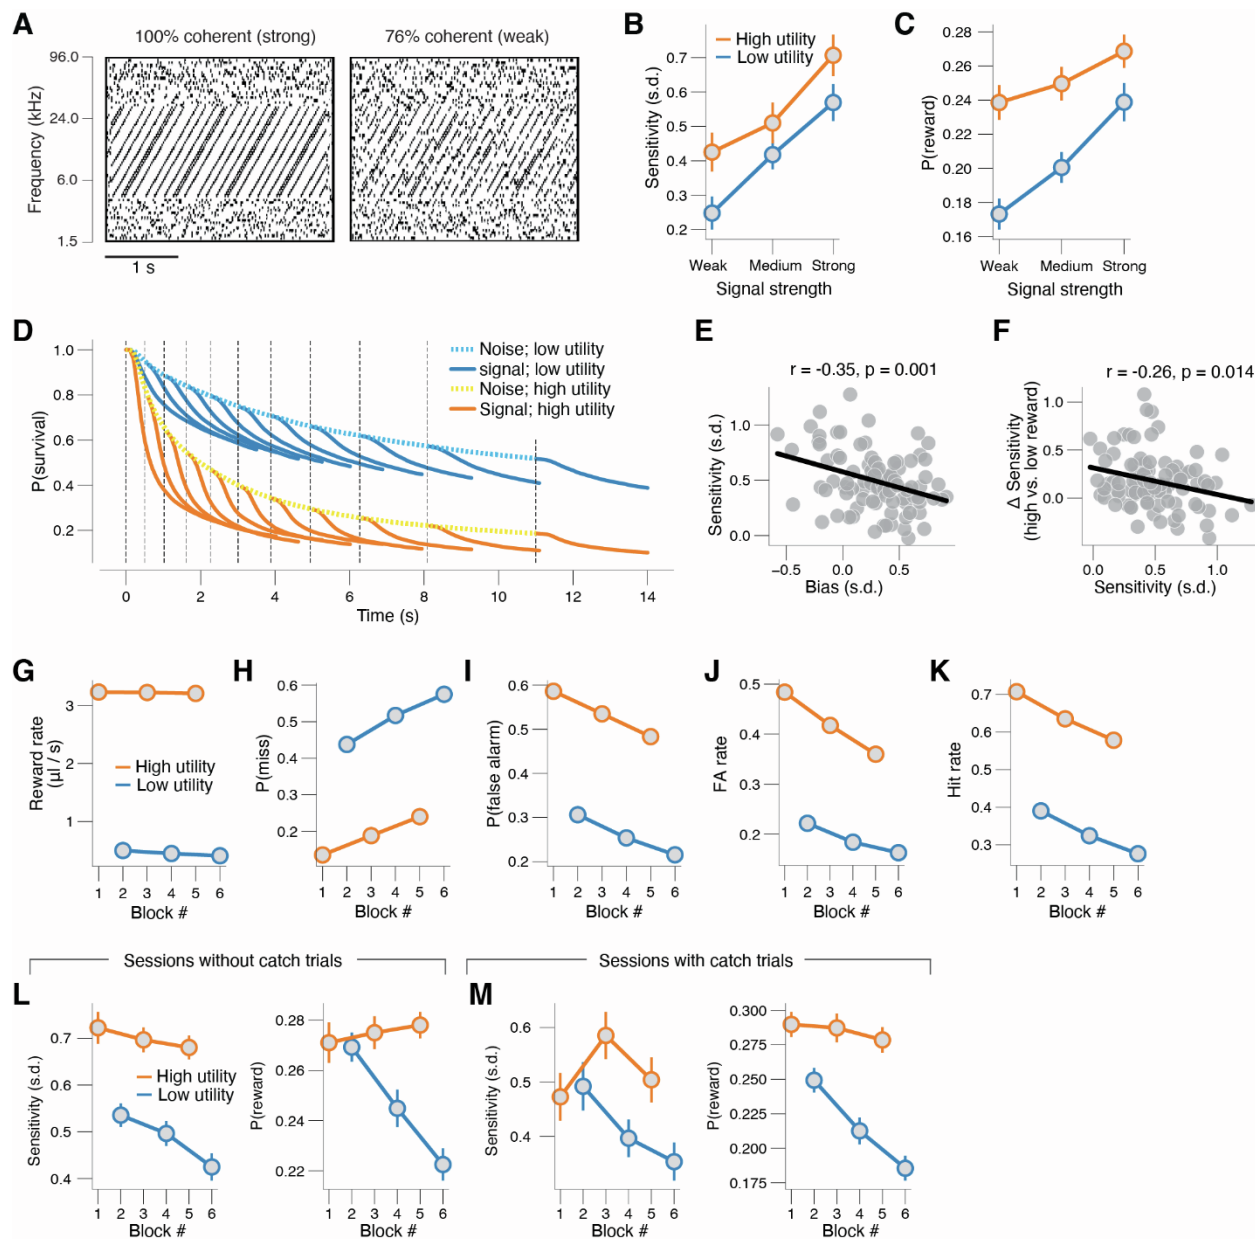 A
100% coherent (strong)
76% coherent (weak)
Frequency (kHz)
96.0
24.0
6.0
1.5
1 s
B
High utility
Low utility
Sensitivity (s.d.)
0.7
0.6
0.5
0.4
0.3
0.2
Weak Medium Strong
Signal strength
C
P(reward)
0.28
0.26
0.24
0.22
0.20
0.18
0.16
Weak Medium Strong
Signal strength
D
Noise; low utility
signal; low utility
Noise; high utility
Signal; high utility
P(survival)
1.0
0.8
0.6
0.4
0.2
0 2 4 6 8 10 12 14
Time (s)
E
r = -0.35, p = 0.001
Sensitivity (s.d.)
1.0
0.5
0.0
−0.5 0.0 0.5
Bias (s.d.)
F
r = -0.26, p = 0.014
Δ Sensitivity
(high vs. low reward)
1.0
0.5
0.0
0.0 0.5 1.0
Sensitivity (s.d.)
G
Reward rate
(µl / s)
3
2
1
High utility
Low utility
1 2 3 4 5 6
Block #
H
P(miss)
0.6
0.5
0.4
0.3
0.2
1 2 3 4 5 6
Block #
I
P(false alarm)
0.6
0.5
0.4
0.3
0.2
1 2 3 4 5 6
Block #
J
FA rate
0.5
0.4
0.3
0.2
1 2 3 4 5 6
Block #
K
Hit rate
0.7
0.6
0.5
0.4
0.3
1 2 3 4 5 6
Block #
Sessions without catch trials
Sessions with catch trials
L
Sensitivity (s.d.)
0.7
0.6
0.5
0.4
High utility
Low utility
1 2 3 4 5 6
Block #
P(reward)
0.28
0.26
0.24
0.22
1 2 3 4 5 6
Block #
M
Sensitivity (s.d.)
0.6
0.5
0.4
1 2 3 4 5 6
Block #
P(reward)
0.300
0.275
0.250
0.225
0.200
0.175
1 2 3 4 5 6
Block #